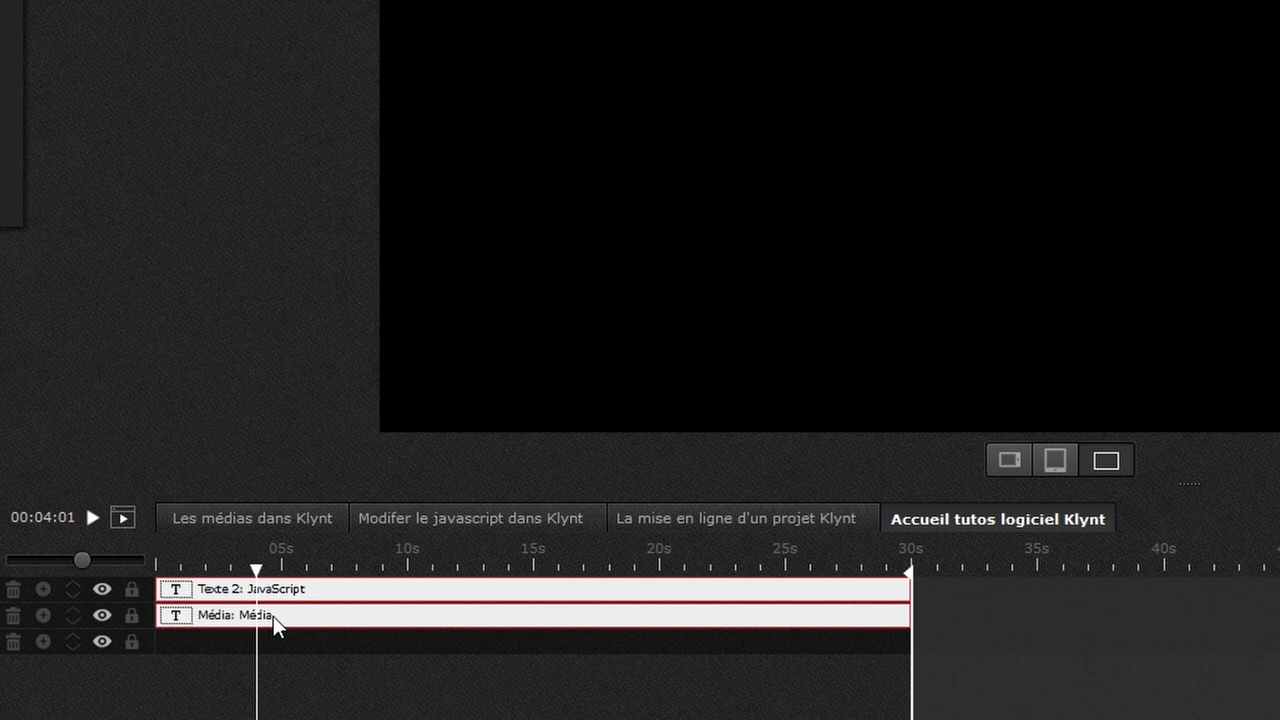 00:04:01
Les médias dans Klynt
Modifer le javascript dans Klynt
La mise en ligne d'un projet Klynt
Accueil tutos logiciel Klynt
05s 10s 15s 20s 25s 30s 35s 40s
T Texte 2: JavaScript
T Média: Média